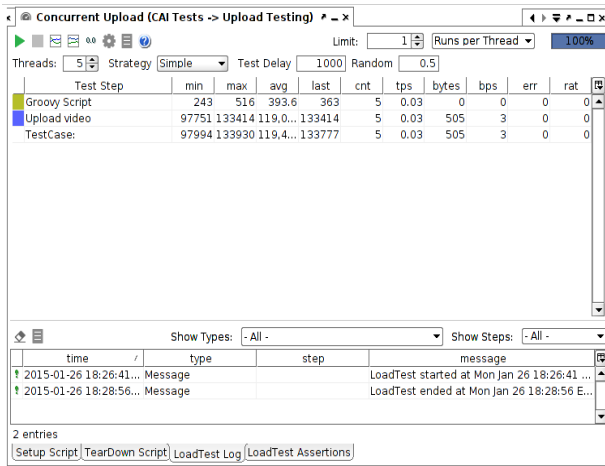 Concurrent Upload (CAI Tests -> Upload Testing)
0.0 Limit: 1 Runs per Thread 100%
Threads: 5 Strategy Simple Test Delay 1000 Random 0.5
Test Step min max avg last cnt tps bytes bps err rat
Groovy Script 243 516 393.6 363 5 0.03 0 0 0 0
Upload video 97751 133414 119,0... 133414 5 0.03 505 3 0 0
TestCase: 97994 133930 119,4... 133777 5 0.03 505 3 0 0
Show Types: - All - Show Steps: - All -
time type step message
2015-01-26 18:26:41... Message LoadTest started at Mon Jan 26 18:26:41 ...
2015-01-26 18:28:56... Message LoadTest ended at Mon Jan 26 18:28:56 E...
2 entries
Setup Script TearDown Script LoadTest Log LoadTest Assertions